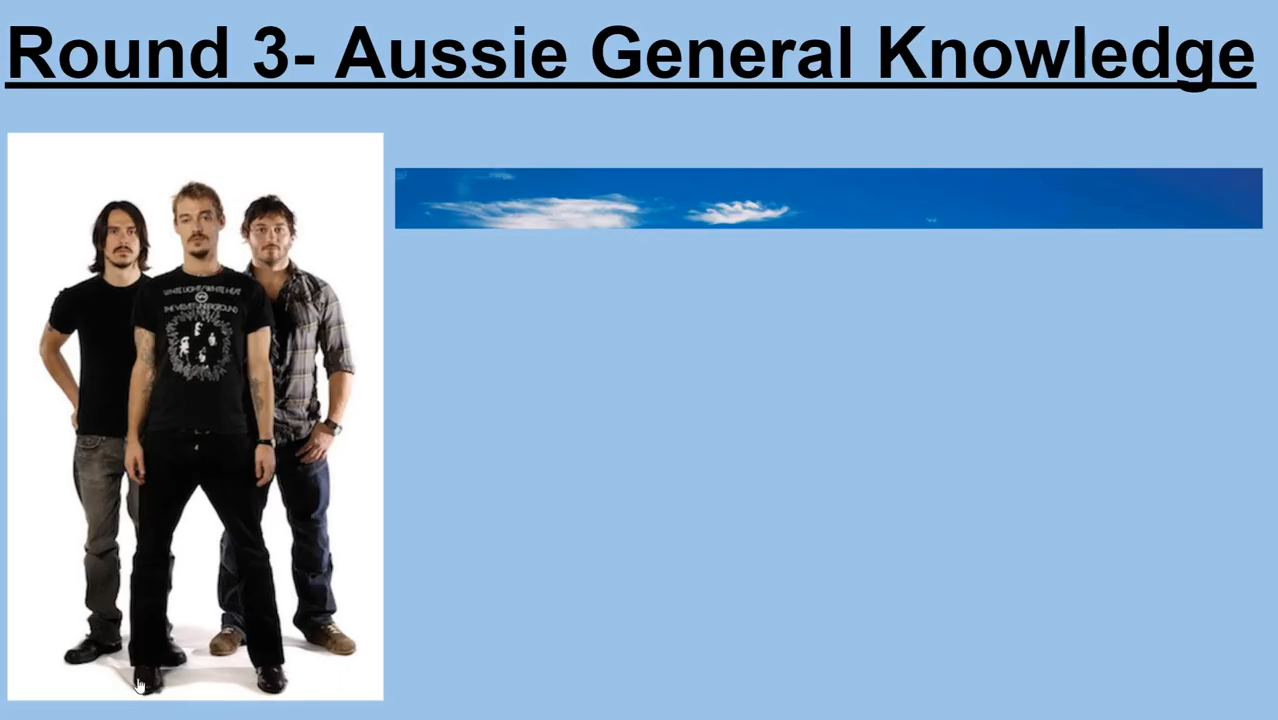 Round 3- Aussie General Knowledge
WHITE LIGHT/WHITE HEAT
THE VELVET UNDERGROUND